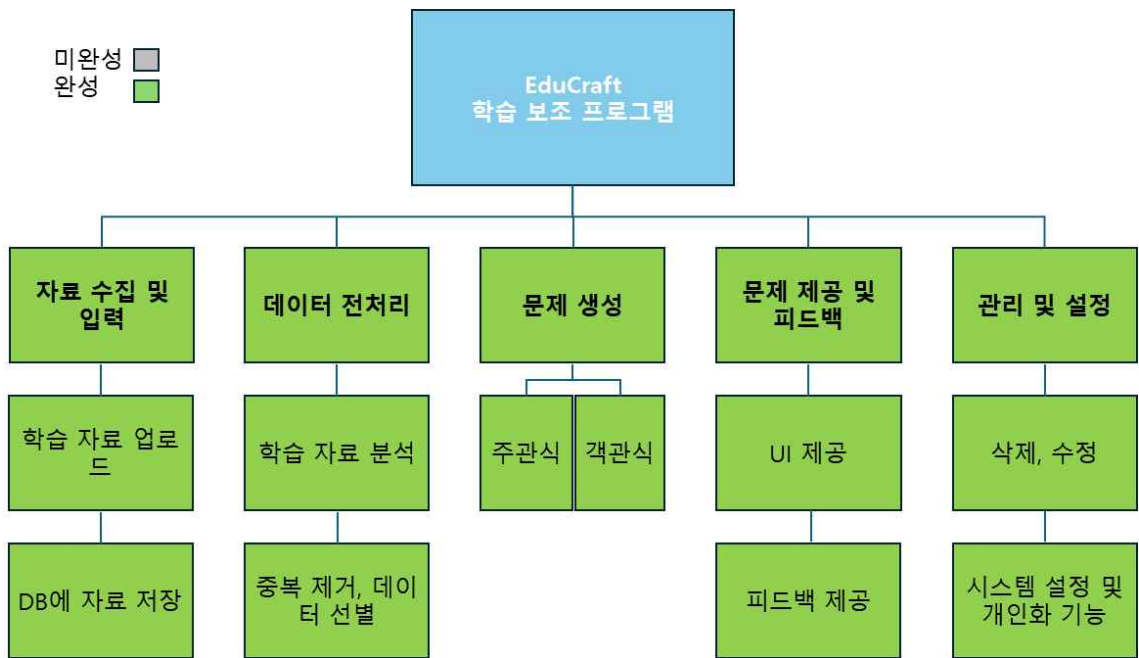 미완성
완성
EduCraft
학습 보조 프로그램
자료 수집 및
입력
데이터 전처리
문제 생성
문제 제공 및
피드백
관리 및 설정
학습 자료 업로
드
학습 자료 분석
주관식
객관식
UI 제공
삭제, 수정
DB에 자료 저장
중복 제거, 데이
터 선별
피드백 제공
시스템 설정 및
개인화 기능